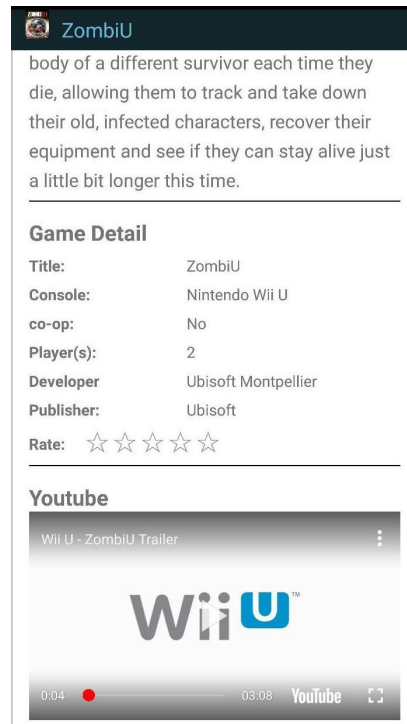 ZombiU
body of a different survivor each time they
die, allowing them to track and take down
their old, infected characters, recover their
equipment and see if they can stay alive just
a little bit longer this time.
Game Detail
Title: ZombiU
Console: Nintendo Wii U
co-op: No
Player(s): 2
Developer Ubisoft Montpellier
Publisher: Ubisoft
Rate:
Youtube
Wii U - ZombiU Trailer
Wii U™
0:04 03:08 YouTube